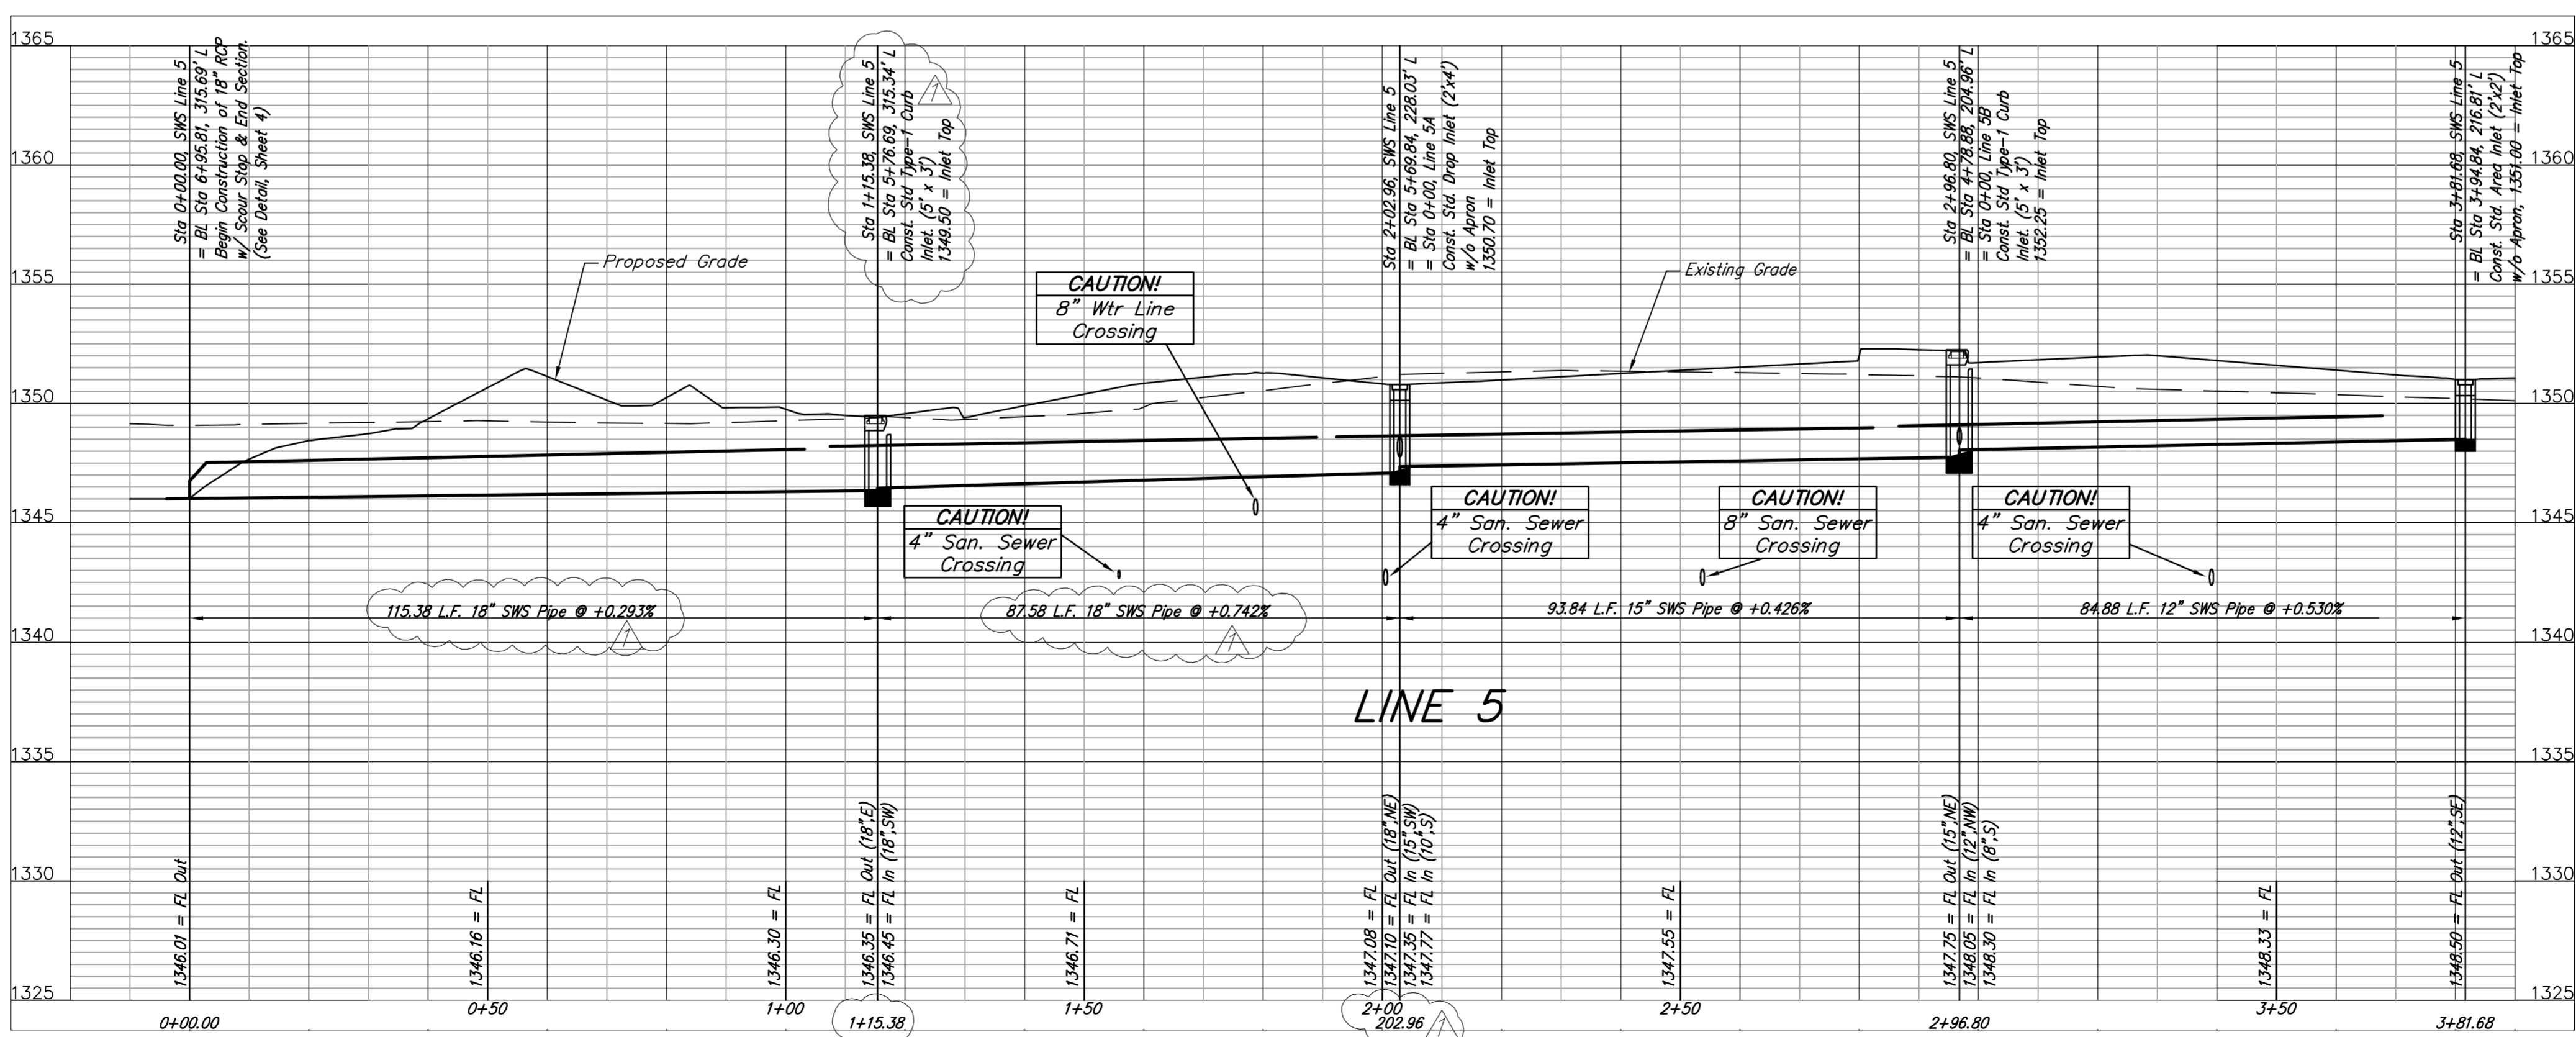 1365
1360
1355
1350
1345
1340
1335
1330
1325
Sta 0+00.00, SWS Line 5
= BL Sta 6+95.81, 315.69' L
Begin Construction of 18" RCP
w/ Scour Stop & End Section.
(See Detail, Sheet 4)
Proposed Grade
Sta 1+15.38, SWS Line 5
= BL Sta 5+76.69, 315.34' L
Const. Std Type-1 Curb
Inlet. (5' x 3')
1349.50 = Inlet Top
1
CAUTION!
8" Wtr Line
Crossing
Sta 2+02.96, SWS Line 5
= BL Sta 5+69.84, 228.03' L
= Sta 0+00, Line 5A
Const. Std. Drop Inlet (2'x4')
w/o Apron
1350.70 = Inlet Top
Existing Grade
Sta 2+96.80, SWS Line 5
= BL Sta 4+78.88, 204.96' L
= Sta 0+00, Line 5B
Const. Std Type-1 Curb
Inlet. (5' x 3')
1352.25 = Inlet Top
Sta 3+81.68, SWS Line 5
= BL Sta 3+94.84, 216.81' L
Const. Std. Area Inlet (2'x2')
w/o Apron, 1351.00 = Inlet Top
1365
1360
1355
1350
1345
1340
1335
1330
1325
CAUTION!
4" San. Sewer
Crossing
CAUTION!
4" San. Sewer
Crossing
CAUTION!
8" San. Sewer
Crossing
CAUTION!
4" San. Sewer
Crossing
115.38 L.F. 18" SWS Pipe @ +0.293%
1
87.58 L.F. 18" SWS Pipe @ +0.742%
1
93.84 L.F. 15" SWS Pipe @ +0.426%
84.88 L.F. 12" SWS Pipe @ +0.530%
LINE 5
1346.01 = FL Out
1346.16 = FL
1346.30 = FL
1346.35 = FL Out (18",E)
1346.45 = FL In (18",SW)
1346.71 = FL
1347.08 = FL
1347.10 = FL Out (18",NE)
1347.35 = FL In (15",SW)
1347.77 = FL In (10",S)
1347.55 = FL
1347.75 = FL Out (15",NE)
1348.05 = FL In (12",NW)
1348.30 = FL In (8",S)
1348.33 = FL
1348.50 = FL Out (12",SE)
0+50
1+00
1+50
2+00
2+50
3+50
0+00.00
1+15.38
202.96
1
2+96.80
3+81.68